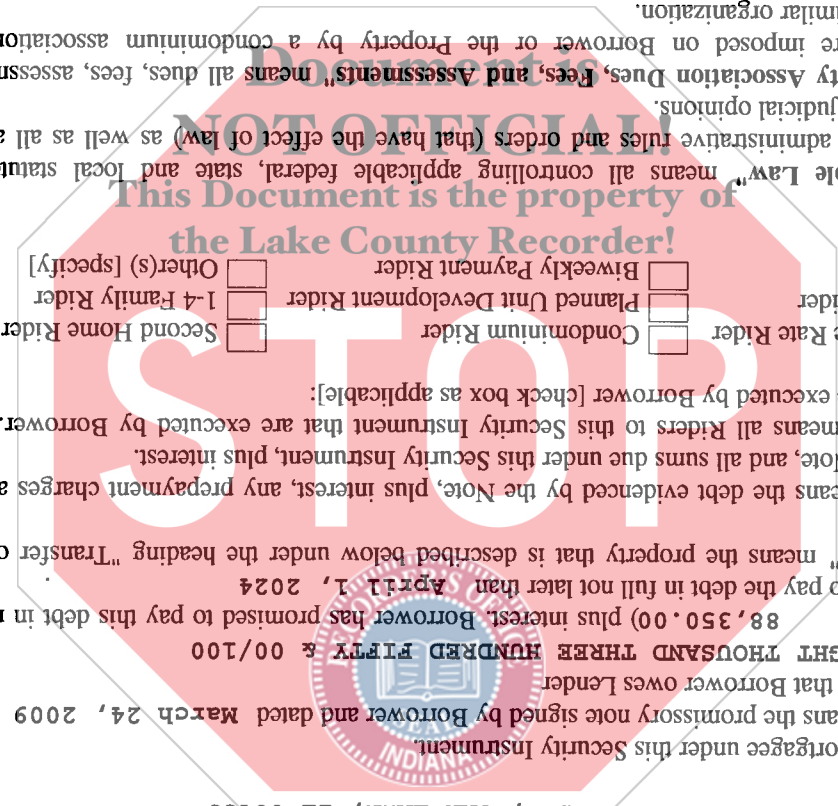 ortgagee under this Security Instrument.
ans the promissory note signed by Borrower and dated March 24, 2009
that Borrower owes Lender
GHT THOUSAND THREE HUNDRED FIFTY & 00/100
88,350.00) plus interest. Borrower has promised to pay this debt in
o pay the debt in full not later than April 1, 2024 .
" means the property that is described below under the heading "Transfer o
eans the debt evidenced by the Note, plus interest, any prepayment charges a
ote, and all sums due under this Security Instrument, plus interest.
means all Riders to this Security Instrument that are executed by Borrower.
executed by Borrower [check box as applicable]:
e Rate Rider Condominium Rider Second Home Rider
ider Planned Unit Development Rider 1-4 Family Rider
Biweekly Payment Rider Other(s) [specify]
le Law" means all controlling applicable federal, state and local statut
administrative rules and orders (that have the effect of law) as well as all a
judicial opinions.
ty Association Dues, Fees, and Assessments" means all dues, fees, assessm
re imposed on Borrower or the Property by a condominium association
imilar organization.
Document is
NOT OFFICIAL!
This Document is the property of
the Lake County Recorder!
STOP
RECORDER'S OFFICE
INDIANA